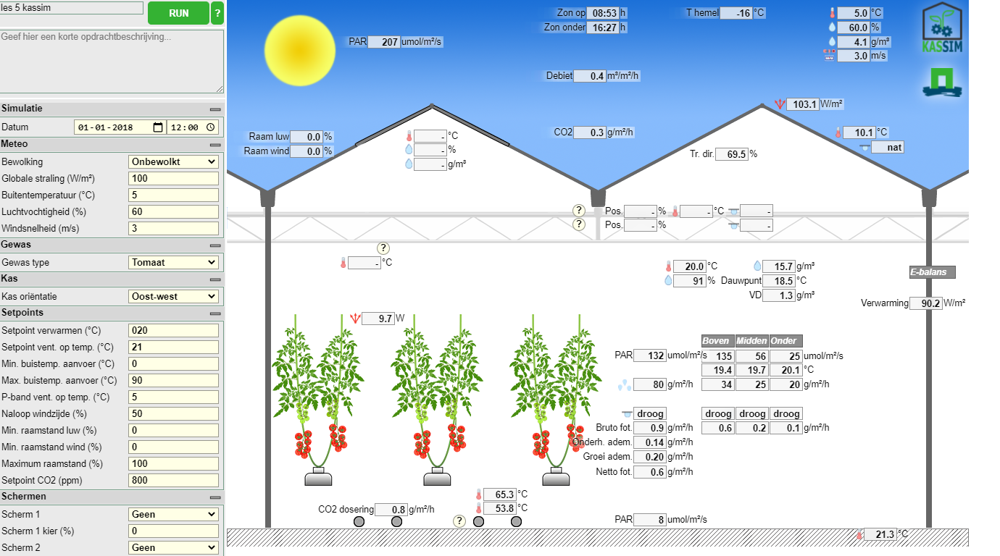 les 5 kassim
RUN
?
Geef hier een korte opdrachtbeschrijving...
Simulatie
Datum 01-01-2018 12:00
Meteo
Bewolking Onbewolkt
Globale straling (W/m²) 100
Buitentemperatuur (°C) 5
Luchtvochtigheid (%) 60
Windsnelheid (m/s) 3
Gewas
Gewas type Tomaat
Kas
Kas oriëntatie Oost-west
Setpoints
Setpoint verwarmen (°C) 020
Setpoint vent. op temp. (°C) 21
Min. buistemp. aanvoer (°C) 0
Max. buistemp. aanvoer (°C) 90
P-band vent. op temp. (°C) 5
Naloop windzijde (%) 50
Min. raamstand luw (%) 0
Min. raamstand wind (%) 0
Maximum raamstand (%) 100
Setpoint CO2 (ppm) 800
Schermen
Scherm 1 Geen
Scherm 1 kier (%) 0
Scherm 2 Geen
Zon op 08:53 h
Zon onder 16:27 h
T hemel -16 °C
5.0 °C
60.0 %
4.1 g/m³
3.0 m/s
KASSIM
PAR 207 umol/m²/s
Debiet 0.4 m³/m²/h
103.1 W/m²
Raam luw 0.0 %
Raam wind 0.0 %
- °C
- %
- g/m³
CO2 0.3 g/m²/h
Tr. dir. 69.5 %
10.1 °C
nat
? Pos. - % - °C -
? Pos. - % -
?
- °C
20.0 °C 15.7 g/m³
91 % Dauwpunt 18.5 °C
VD 1.3 g/m³
E-balans
Verwarming 90.2 W/m²
9.7 W
Boven Midden Onder
PAR 132 umol/m²/s 135 56 25 umol/m²/s
19.4 19.7 20.1 °C
80 g/m²/h 34 25 20 g/m²/h
droog droog droog droog
Bruto fot. 0.9 g/m²/h 0.6 0.2 0.1 g/m²/h
Onderh. adem. 0.14 g/m²/h
Groei adem. 0.20 g/m²/h
Netto fot. 0.6 g/m²/h
65.3 °C
53.8 °C
CO2 dosering 0.8 g/m²/h
?
PAR 8 umol/m²/s
21.3 °C